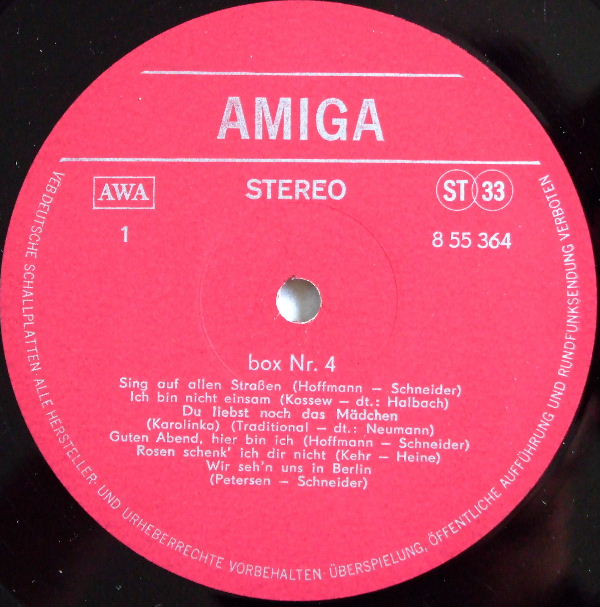 AMIGA
AWA
STEREO
ST 33
1
8 55 364
box Nr. 4
Sing auf allen Straßen (Hoffmann – Schneider)
Ich bin nicht einsam (Kossew – dt.: Halbach)
Du liebst noch das Mädchen
(Karolinka) (Traditional – dt.: Neumann)
Guten Abend, hier bin ich (Hoffmann – Schneider)
Rosen schenk' ich dir nicht (Kehr – Heine)
Wir seh'n uns in Berlin
(Petersen – Schneider)
VEB DEUTSCHE SCHALLPLATTEN · ALLE HERSTELLER- UND URHEBERRECHTE VORBEHALTEN · ÜBERSPIELUNG, ÖFFENTLICHE AUFFÜHRUNG UND RUNDFUNKSENDUNG VERBOTEN